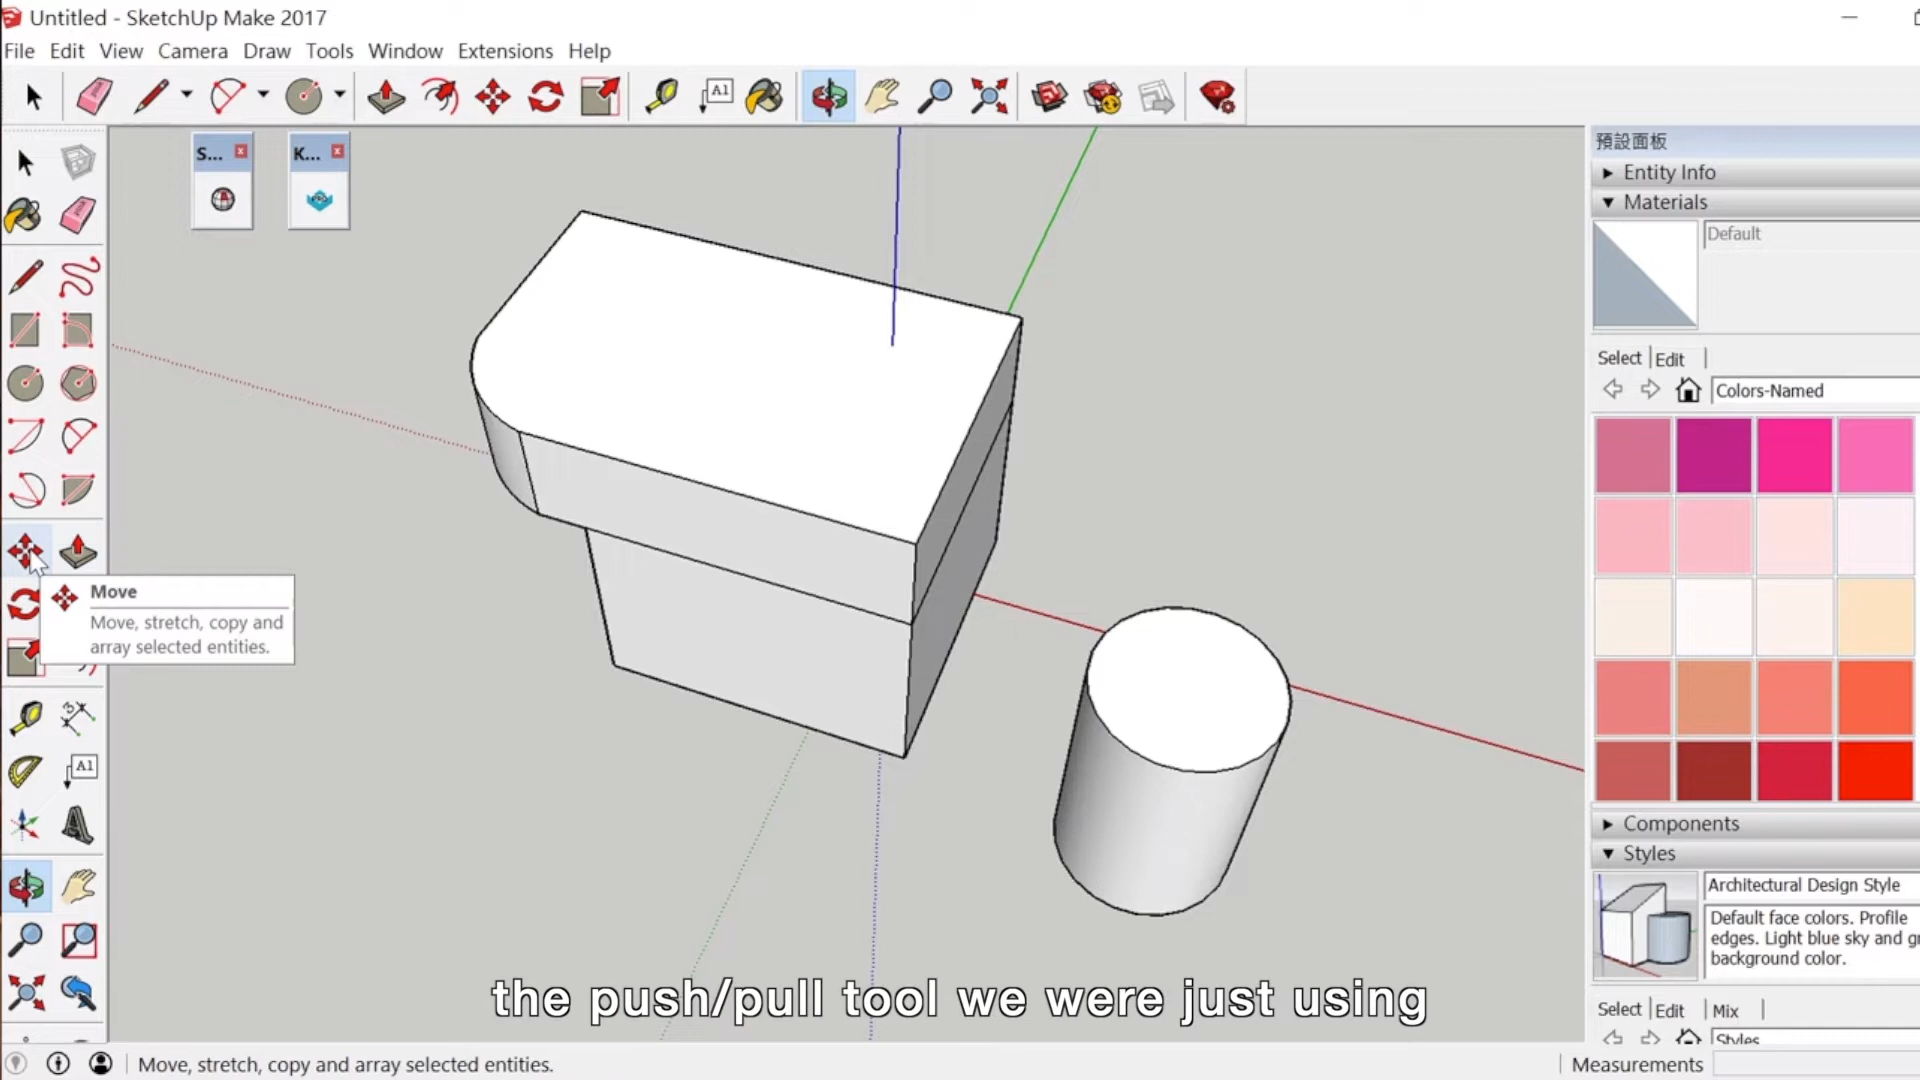 Untitled - SketchUp Make 2017
File Edit View Camera Draw Tools Window Extensions Help
A1
S...
K...
預設面板
Entity Info
Materials
Default
Select Edit
Colors-Named
Move
Move, stretch, copy and
array selected entities.
A1
Components
Styles
Architectural Design Style
Default face colors. Profile
edges. Light blue sky and
background color.
Select Edit Mix
Styles
the push/pull tool we were just using
Move, stretch, copy and array selected entities.
Measurements